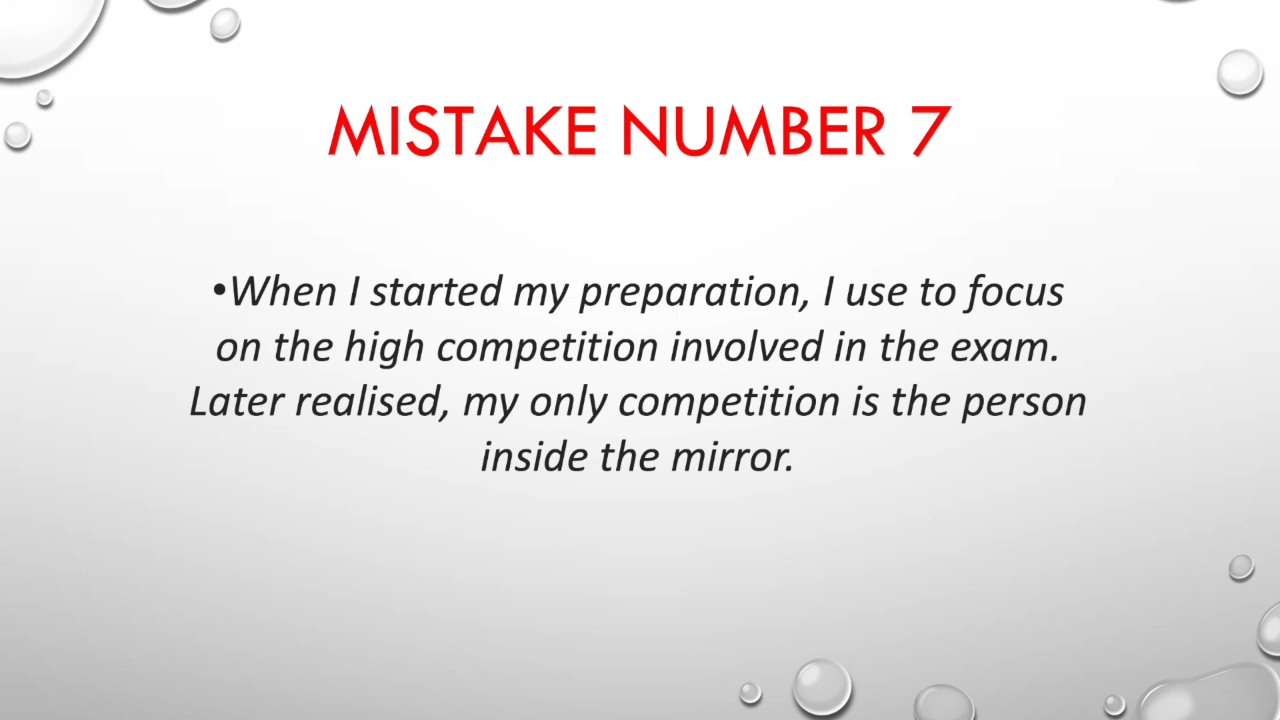 MISTAKE NUMBER 7
•When I started my preparation, I use to focus
on the high competition involved in the exam.
Later realised, my only competition is the person
inside the mirror.